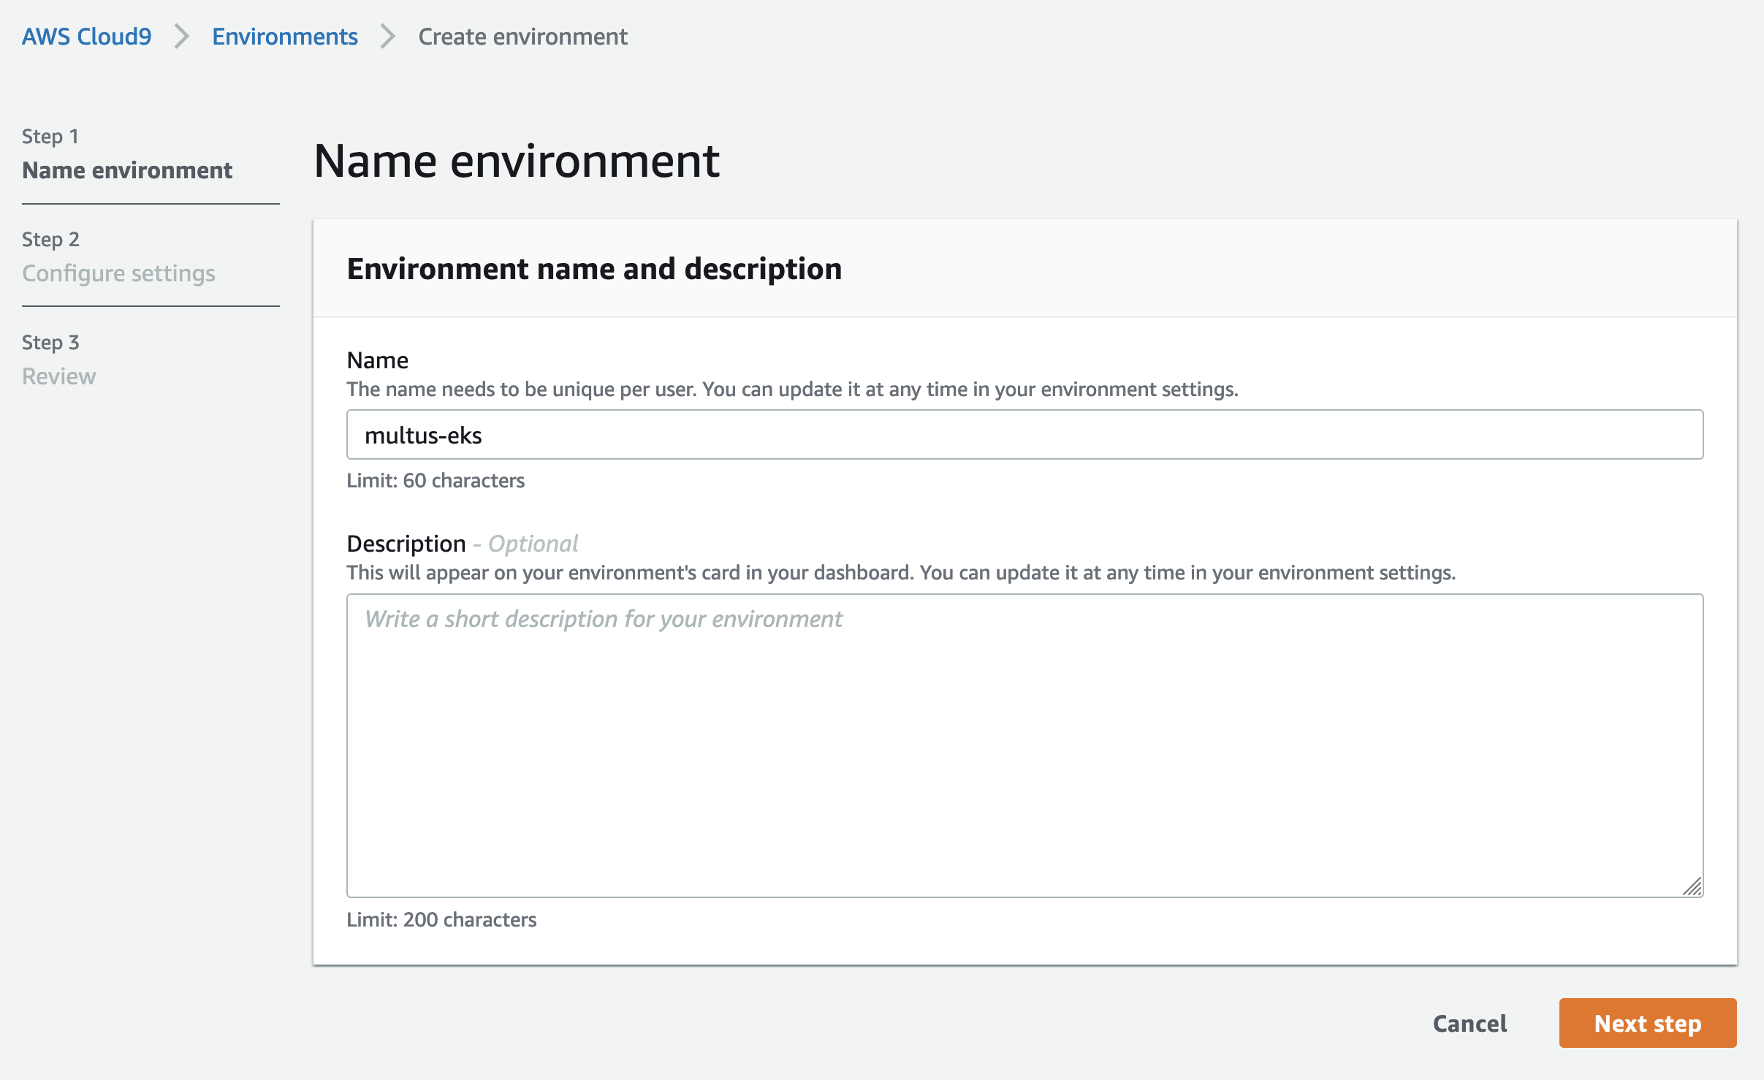 AWS Cloud9 > Environments > Create environment
Step 1
Name environment
Step 2
Configure settings
Step 3
Review
Name environment
Environment name and description
Name
The name needs to be unique per user. You can update it at any time in your environment settings.
multus-eks
Limit: 60 characters
Description - Optional
This will appear on your environment's card in your dashboard. You can update it at any time in your environment settings.
Write a short description for your environment
Limit: 200 characters
Cancel
Next step